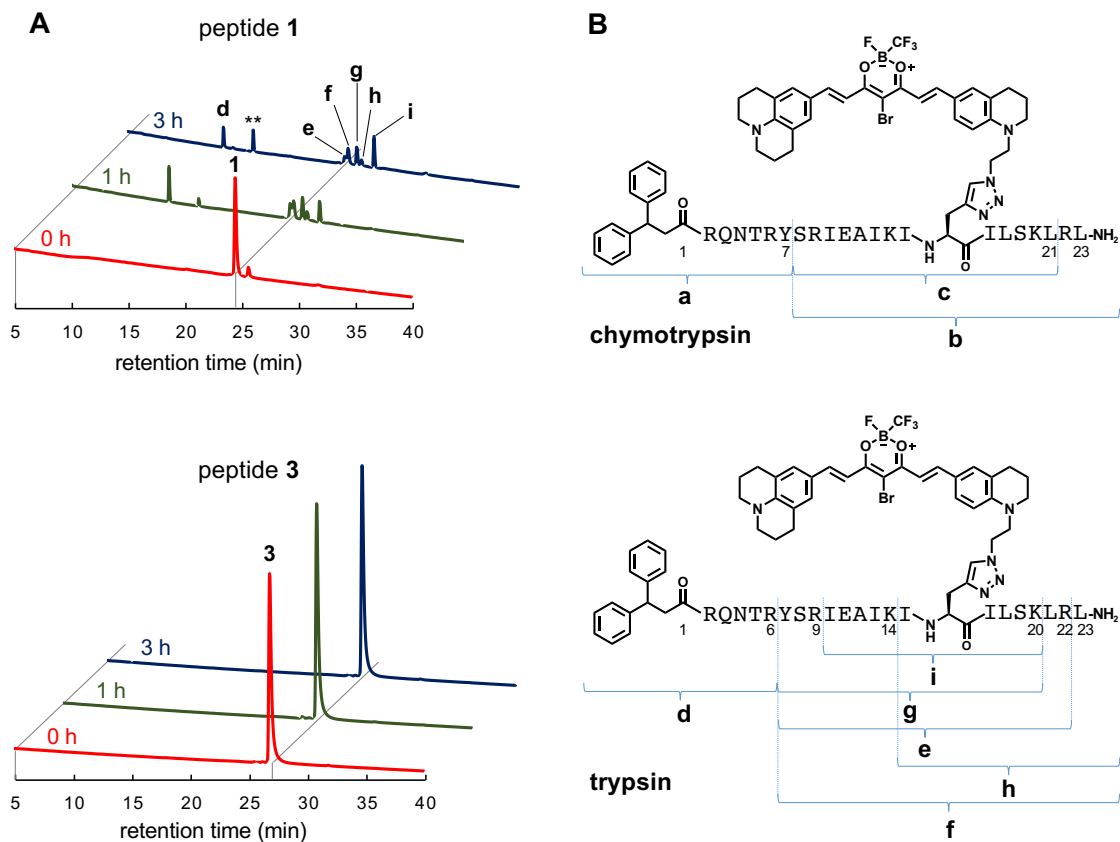 A
peptide 1
g
f
h
d
**
e
i
3 h
1
1 h
0 h
5 10 15 20 25 30 35 40
retention time (min)
peptide 3
3
3 h
1 h
0 h
5 10 15 20 25 30 35 40
retention time (min)
B
F CF3
B
−
O O+
Br
N N
N
N
N
O
RQNTRYSRIEAIKI N ILSKLRL-NH2
H
O
1 7 21 23
a c
chymotrypsin b
F CF3
B
−
O O+
Br
N N
N
N
N
O
RQNTRYSRIEAIKI N ILSKLRL-NH2
H
O
1 6 9 14 20 22 23
i
d g
e
trypsin h
f